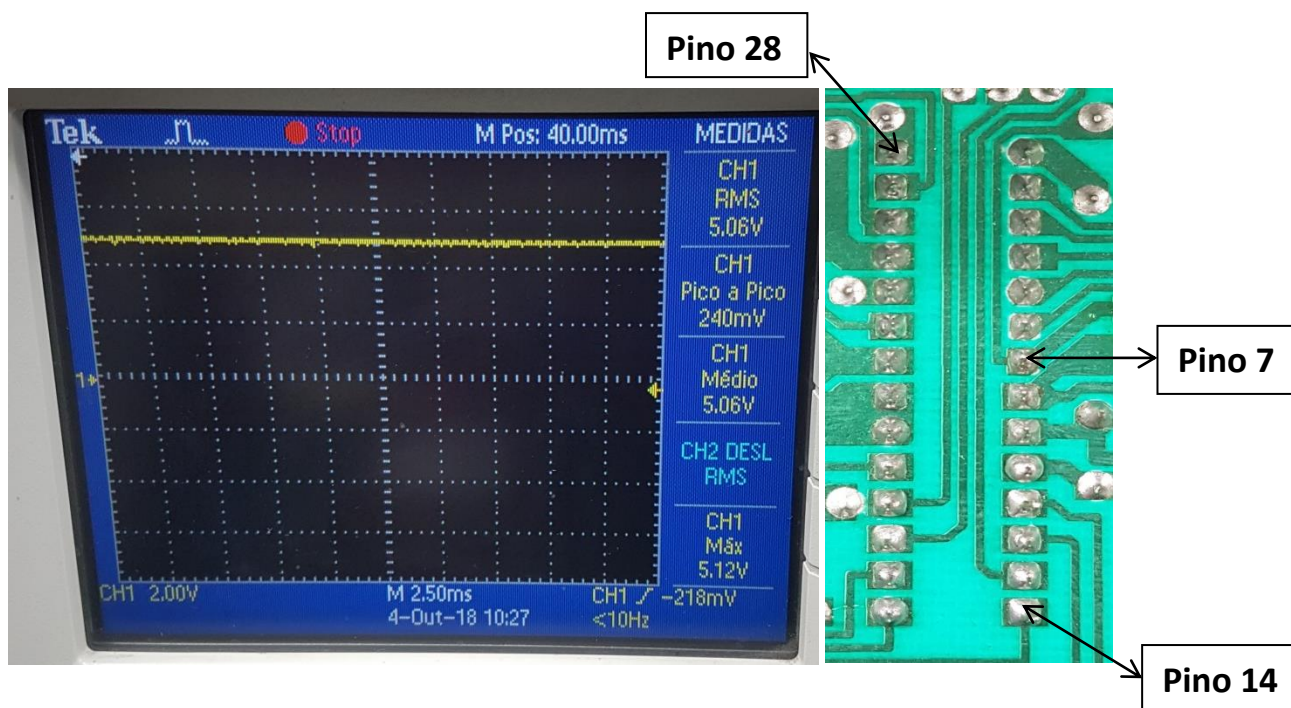 Pino 28
Tek
Stop
M Pos: 40.00ms
MEDIDAS
CH1
RMS
5.06V
CH1
Pico a Pico
240mV
CH1
Médio
5.06V
CH2 DESL
RMS
CH1
Máx
5.12V
1
CH1 2.00V
M 2.50ms
CH1 -218mV
4-Out-18 10:27
<10Hz
Pino 7
Pino 14